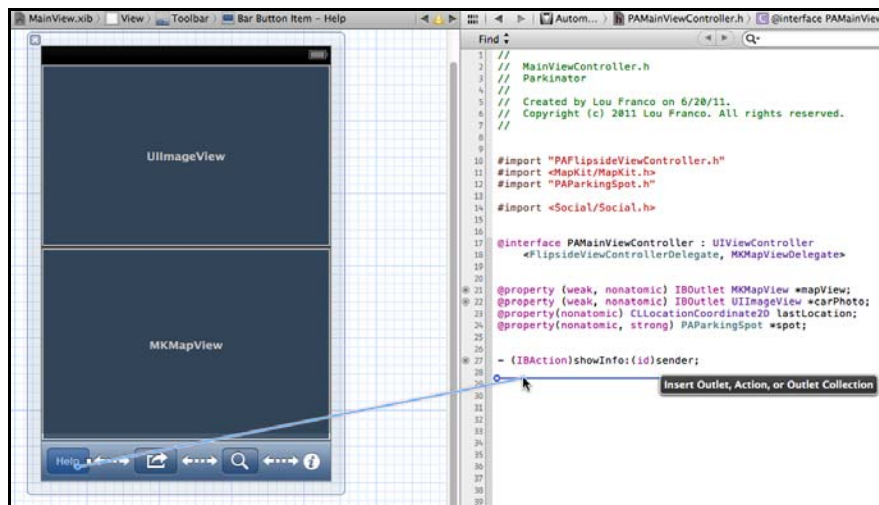 MainView.xib View Toolbar Bar Button Item – Help
Autom... PAMainViewController.h @interface PAMainView
Find
UIImageView
MKMapView
Help
1 //
2 // MainViewController.h
3 // Parkinator
4 //
5 // Created by Lou Franco on 6/20/11.
6 // Copyright (c) 2011 Lou Franco. All rights reserved.
7 //
8
9
10 #import "PAFlipsideViewController.h"
11 #import <MapKit/MapKit.h>
12 #import "PAParkingSpot.h"
13
14 #import <Social/Social.h>
15
16
17 @interface PAMainViewController : UIViewController
18 <FlipsideViewControllerDelegate, MKMapViewDelegate>
19
20
21 @property (weak, nonatomic) IBOutlet MKMapView *mapView;
22 @property (weak, nonatomic) IBOutlet UIImageView *carPhoto;
23 @property(nonatomic) CLLocationCoordinate2D lastLocation;
24 @property(nonatomic, strong) PAParkingSpot *spot;
25
26
27 - (IBAction)showInfo:(id)sender;
28
29
Insert Outlet, Action, or Outlet Collection
30
31
32
33
34
35
36
37
38
39